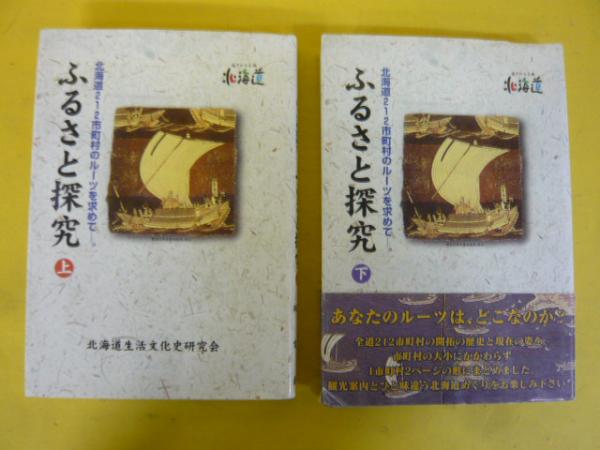 北海道
北海道212市町村のルーツを求めて
ふるさと探究
上
北海道生活文化史研究会
北海道
北海道212市町村のルーツを求めて
ふるさと探究
下
あなたのルーツは、どこなのか?
全道212市町村の開拓の歴史と現在の姿を
市町村の大小にかかわらず
1市町村2ページの形にまとめました
観光案内とひと味違う北海道めぐりをお楽しみ下さい